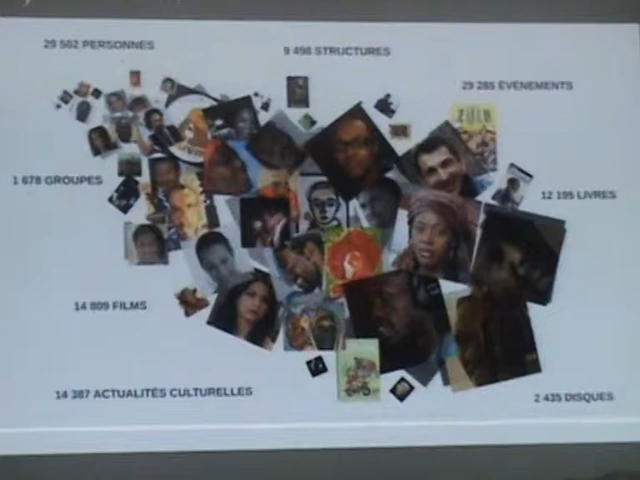 29 502 PERSONNES
9 498 STRUCTURES
29 285 ÉVÉNEMENTS
1 678 GROUPES
12 195 LIVRES
14 809 FILMS
14 387 ACTUALITÉS CULTURELLES
2 435 DISQUES